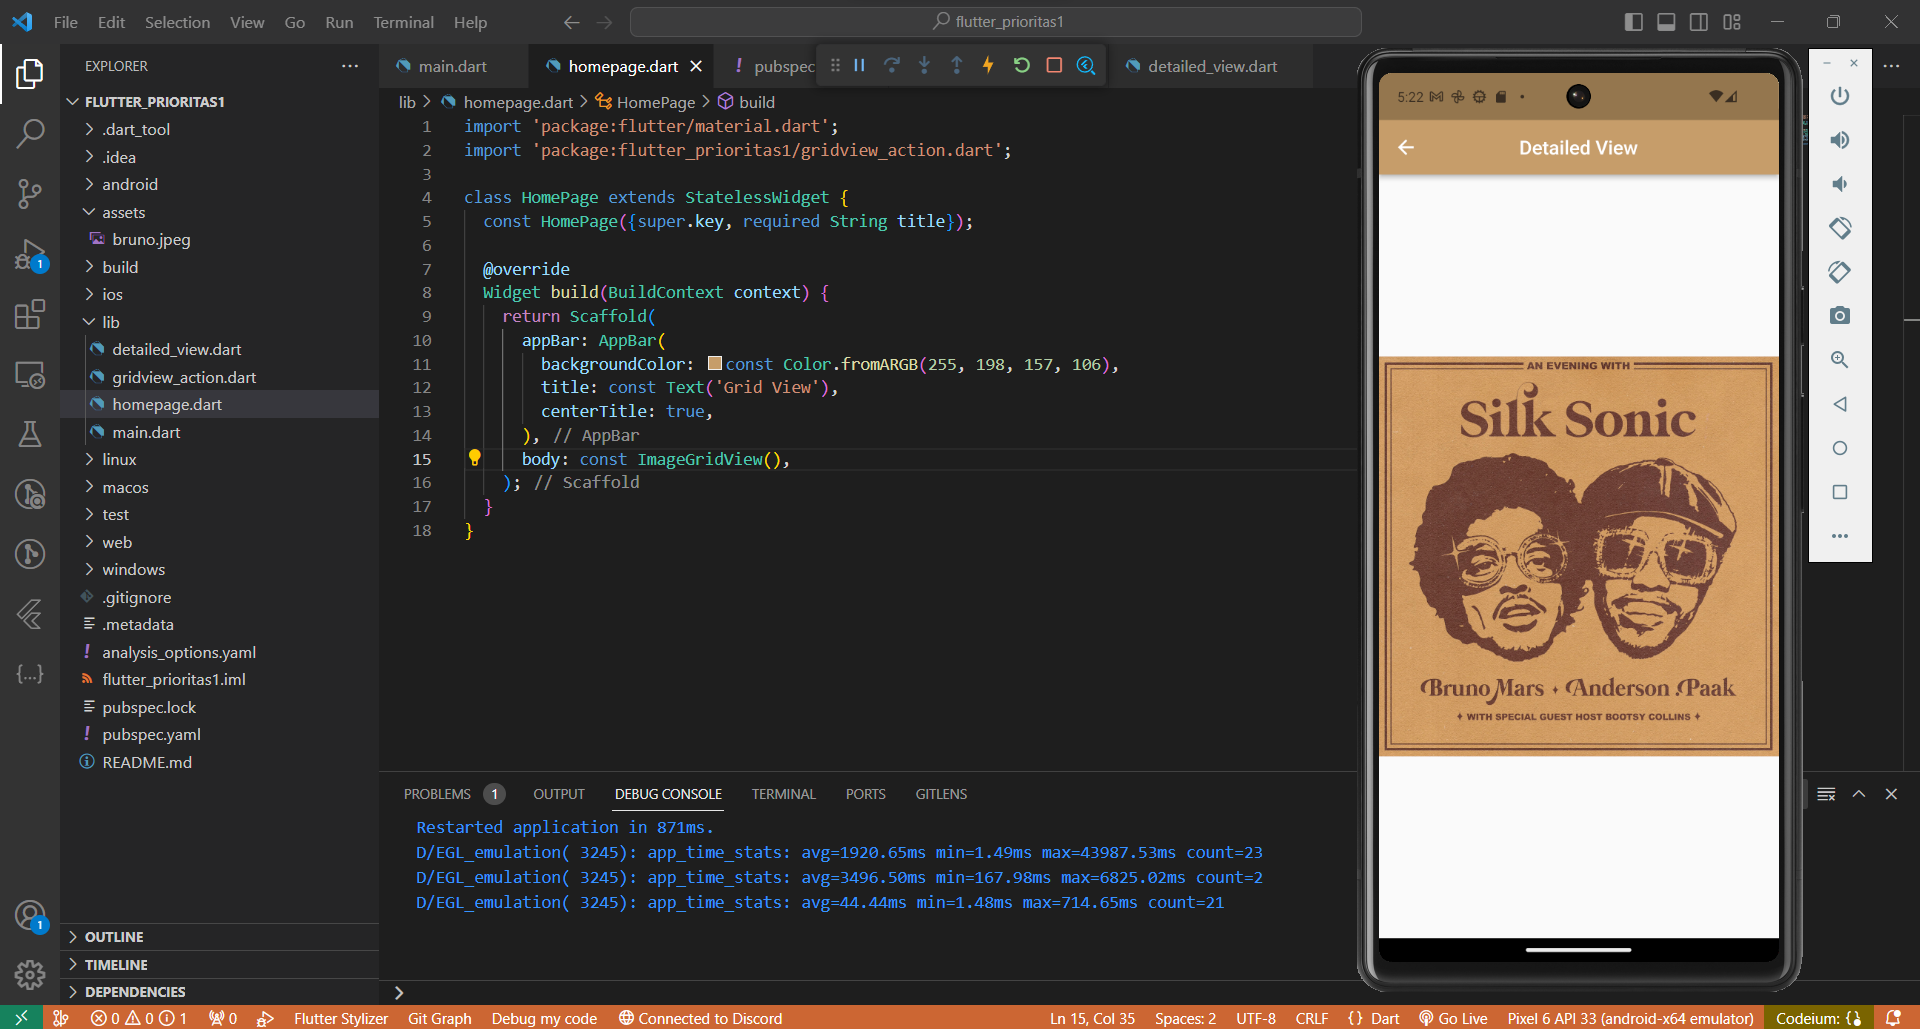 File Edit Selection View Go Run Terminal Help
flutter_prioritas1
EXPLORER
FLUTTER_PRIORITAS1
.dart_tool
.idea
android
assets
bruno.jpeg
build
ios
lib
detailed_view.dart
gridview_action.dart
homepage.dart
main.dart
linux
macos
test
web
windows
.gitignore
.metadata
analysis_options.yaml
flutter_prioritas1.iml
pubspec.lock
pubspec.yaml
README.md
OUTLINE
TIMELINE
DEPENDENCIES
1
1
main.dart homepage.dart pubspec detailed_view.dart
lib > homepage.dart > HomePage > build
1 import 'package:flutter/material.dart';
2 import 'package:flutter_prioritas1/gridview_action.dart';
3
4 class HomePage extends StatelessWidget {
5 const HomePage({super.key, required String title});
6
7 @override
8 Widget build(BuildContext context) {
9 return Scaffold(
10 appBar: AppBar(
11 backgroundColor: const Color.fromARGB(255, 198, 157, 106),
12 title: const Text('Grid View'),
13 centerTitle: true,
14 ), // AppBar
15 body: const ImageGridView(),
16 ); // Scaffold
17 }
18 }
PROBLEMS 1 OUTPUT DEBUG CONSOLE TERMINAL PORTS GITLENS
Restarted application in 871ms.
D/EGL_emulation( 3245): app_time_stats: avg=1920.65ms min=1.49ms max=43987.53ms count=23
D/EGL_emulation( 3245): app_time_stats: avg=3496.50ms min=167.98ms max=6825.02ms count=2
D/EGL_emulation( 3245): app_time_stats: avg=44.44ms min=1.48ms max=714.65ms count=21
5:22
Detailed View
AN EVENING WITH
Silk Sonic
Bruno Mars Anderson .Paak
WITH SPECIAL GUEST HOST BOOTSY COLLINS
0 0 1 0 Flutter Stylizer Git Graph Debug my code Connected to Discord Ln 15, Col 35 Spaces: 2 UTF-8 CRLF {} Dart Go Live Pixel 6 API 33 (android-x64 emulator) Codeium: {}